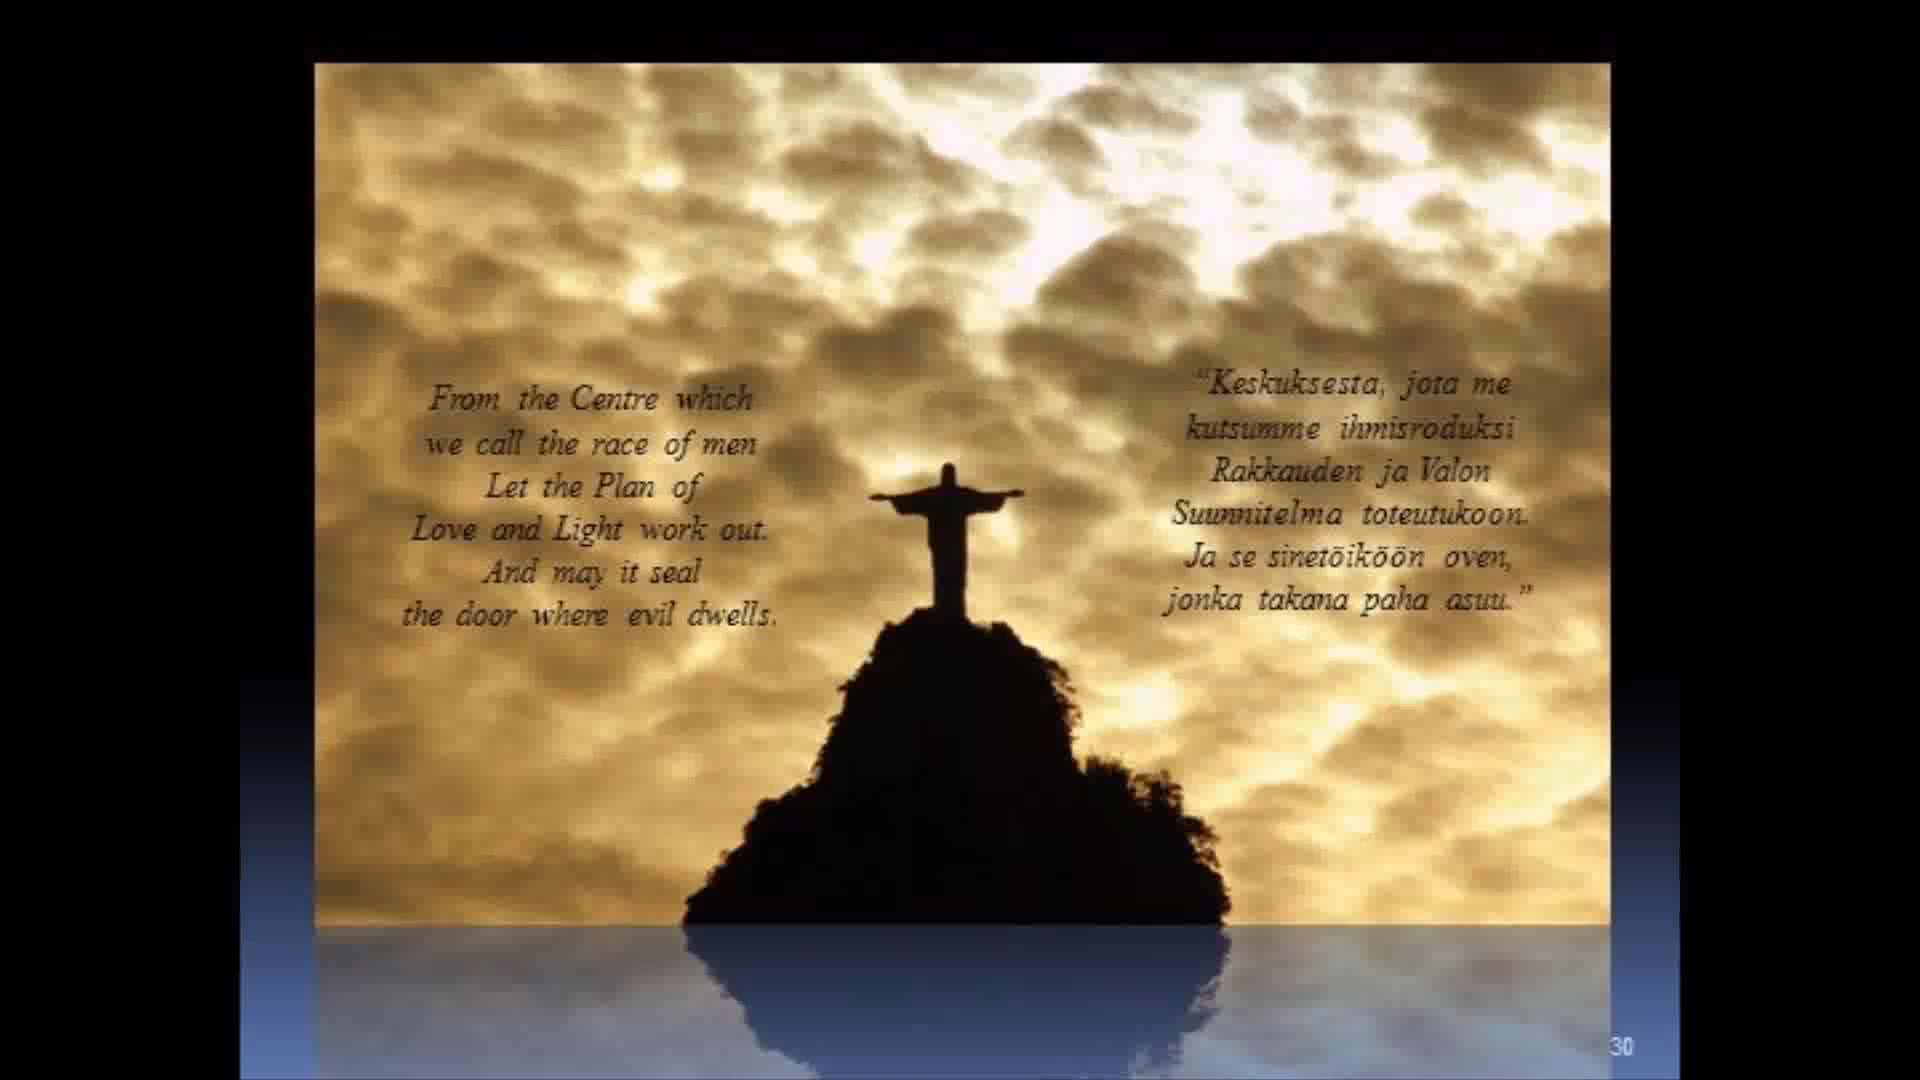 From the Centre which
we call the race of men
Let the Plan of
Love and Light work out.
And may it seal
the door where evil dwells.
“Keskuksesta, jota me
kutsumme ihmisroduksi
Rakkauden ja Valon
Suunnitelma toteutukoon.
Ja se sinetöiköön oven,
jonka takana paha asuu.”
30